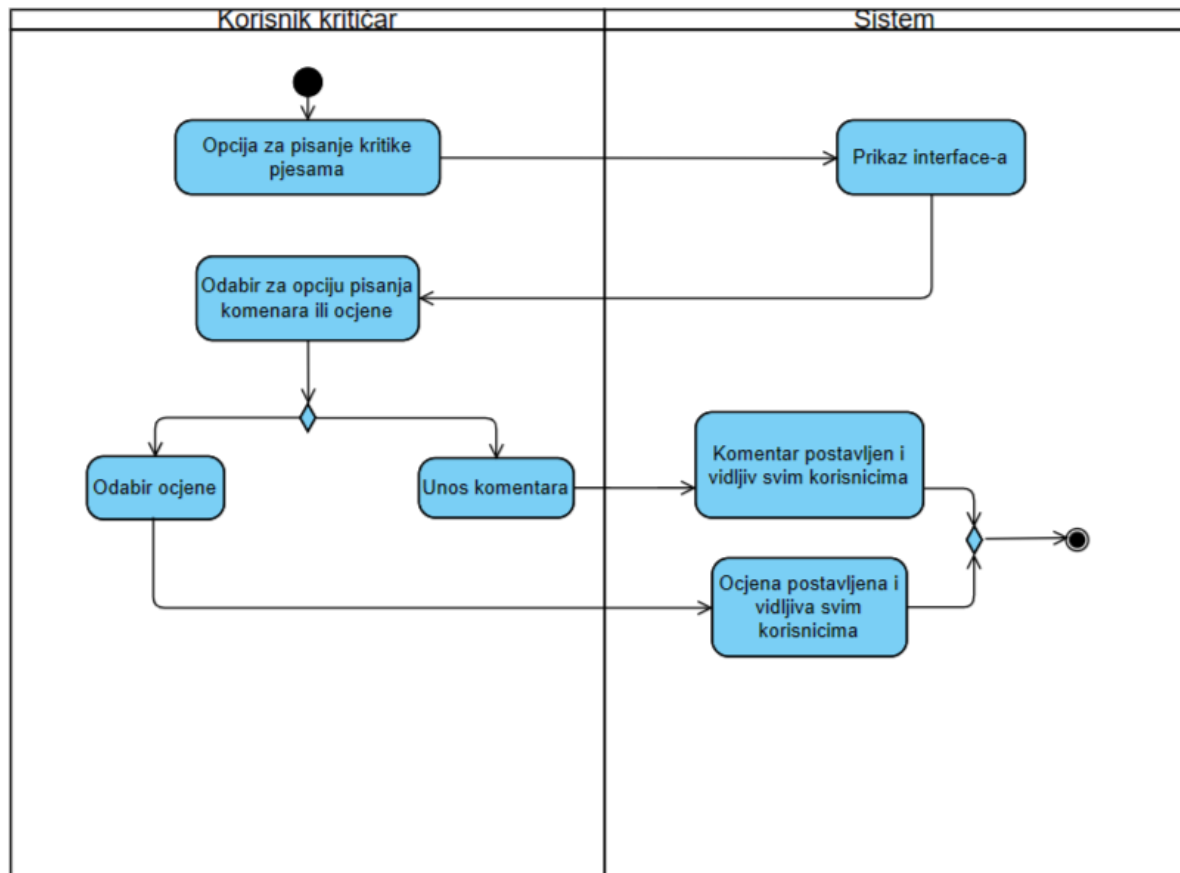 Korisnik kritičar
Sistem
Opcija za pisanje kritike
pjesama
Prikaz interface-a
Odabir za opciju pisanja
komenara ili ocjene
Odabir ocjene
Unos komentara
Komentar postavljen i
vidljiv svim korisnicima
Ocjena postavljena i
vidljiva svim
korisnicima